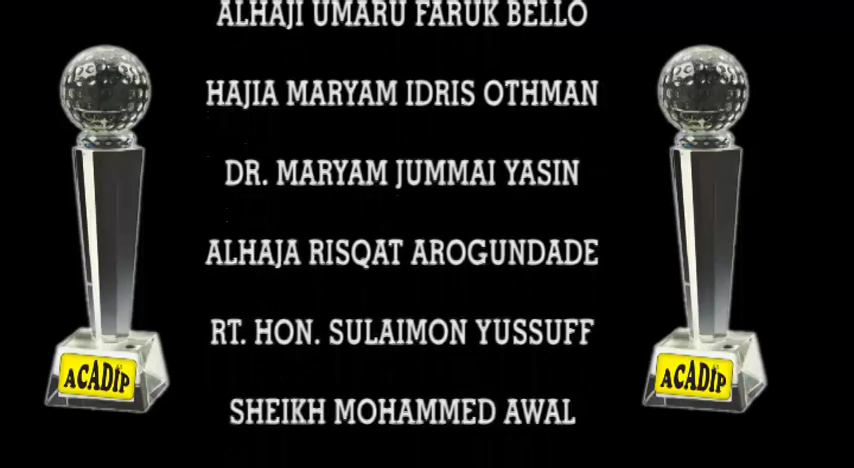 ALHAJI UMARU FARUK BELLO
HAJIA MARYAM IDRIS OTHMAN
DR. MARYAM JUMMAI YASIN
ALHAJA RISQAT AROGUNDADE
RT. HON. SULAIMON YUSSUFF
SHEIKH MOHAMMED AWAL
ACADIP
ACADIP